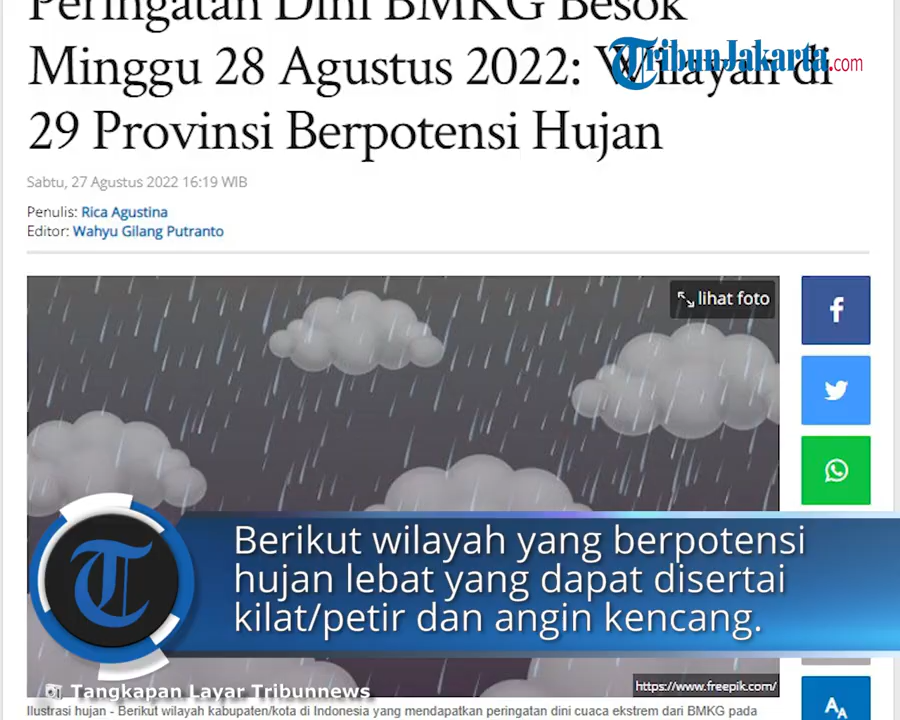 Peringatan Dini BMKG Besok
Minggu 28 Agustus 2022: Wilayah di
TribunJakarta.com
29 Provinsi Berpotensi Hujan
Sabtu, 27 Agustus 2022 16:19 WIB
Penulis: Rica Agustina
Editor: Wahyu Gilang Putranto
lihat foto
Berikut wilayah yang berpotensi
hujan lebat yang dapat disertai
kilat/petir dan angin kencang.
https://www.freepik.com/
Tangkapan Layar Tribunnews
Ilustrasi hujan - Berikut wilayah kabupaten/kota di Indonesia yang mendapatkan peringatan dini cuaca ekstrem dari BMKG pada